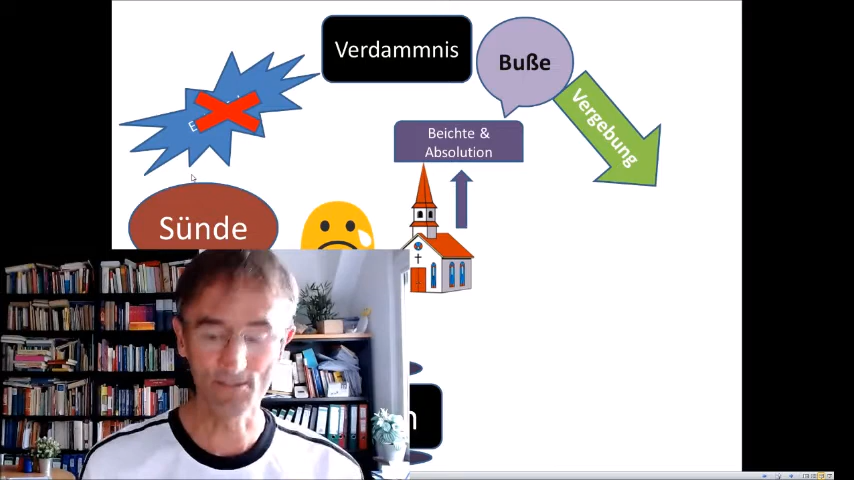 Verdammnis
Buße
Vergebung
Beichte &
Absolution
Sünde